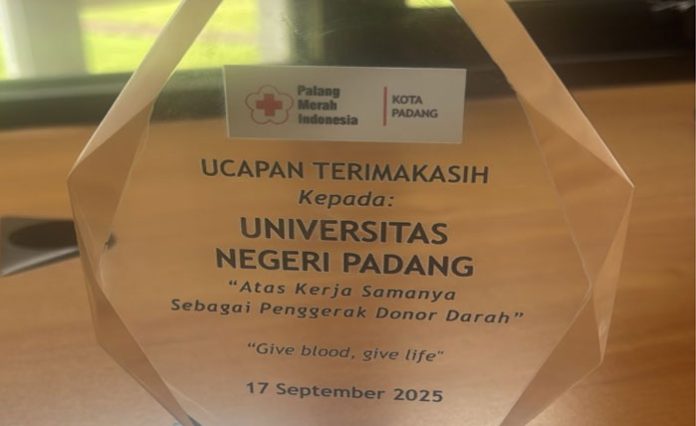 Palang
Merah
Indonesia
KOTA
PADANG
UCAPAN TERIMAKASIH
Kepada:
UNIVERSITAS
NEGERI PADANG
"Atas Kerja Samanya
Sebagai Penggerak Donor Darah"
"Give blood, give life"
17 September 2025